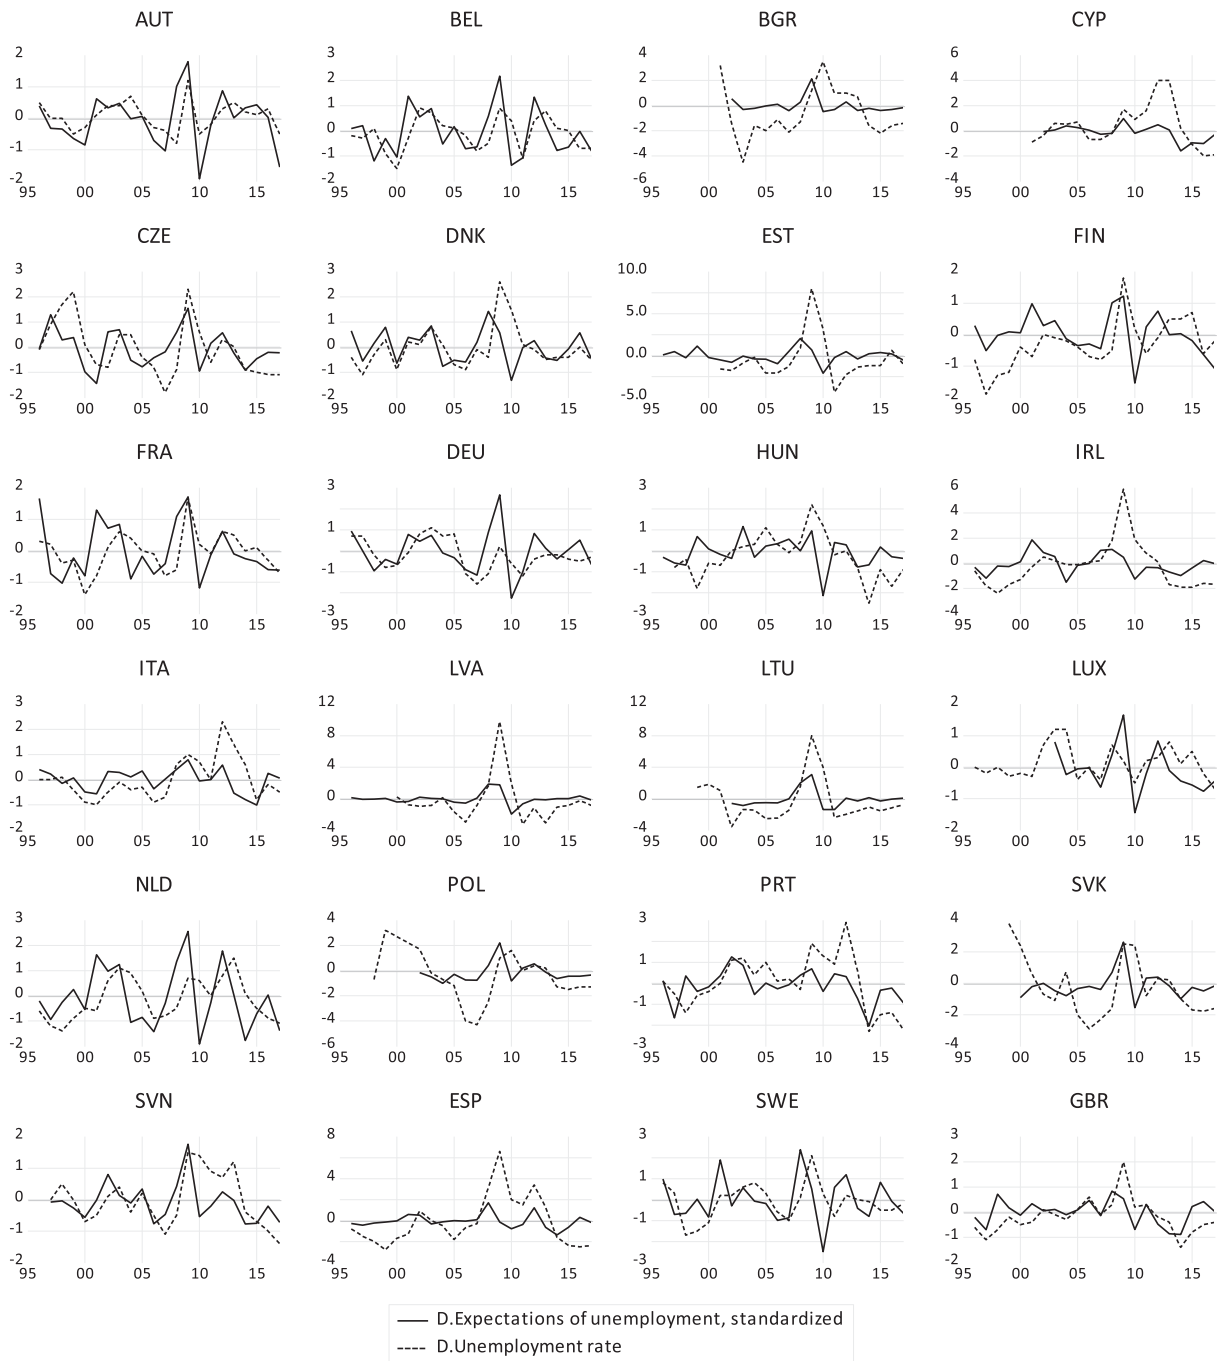 AUT BEL BGR CYP
2 3 4 6
1 2 2 4
0 1 0 2
-1 0 -2 0
-2 -1 -4 -2
-2 -6 -4
95 00 05 10 15 95 00 05 10 15 95 00 05 10 15 95 00 05 10 15
CZE DNK EST FIN
3 3 10.0 2
2 2 5.0 1
1 1 0.0 0
0 0 -5.0 -1
-1 -1 -2
-2 -2
95 00 05 10 15 95 00 05 10 15 95 00 05 10 15 95 00 05 10 15
FRA DEU HUN IRL
2 3 3 6
1 1 1 4
0 -1 -1 2
-1 -3 -3 0
-2 -2
-4
95 00 05 10 15 95 00 05 10 15 95 00 05 10 15 95 00 05 10 15
ITA LVA LTU LUX
3 12 12 2
2 8 8 1
1 4 4 0
0 0 0 -1
-1 -4 -4 -2
-2
95 00 05 10 15 95 00 05 10 15 95 00 05 10 15 95 00 05 10 15
NLD POL PRT SVK
3 4 3 4
2 2 1 2
1 0 -1 0
0 -2 -3 -2
-1 -4 -4
-2 -6
95 00 05 10 15 95 00 05 10 15 95 00 05 10 15 95 00 05 10 15
SVN ESP SWE GBR
2 8 3 3
1 4 1 2
0 0 -1 1
-1 -4 -3 0
-2 -1
-2
95 00 05 10 15 95 00 05 10 15 95 00 05 10 15 95 00 05 10 15
D.Expectations of unemployment, standardized
D.Unemployment rate